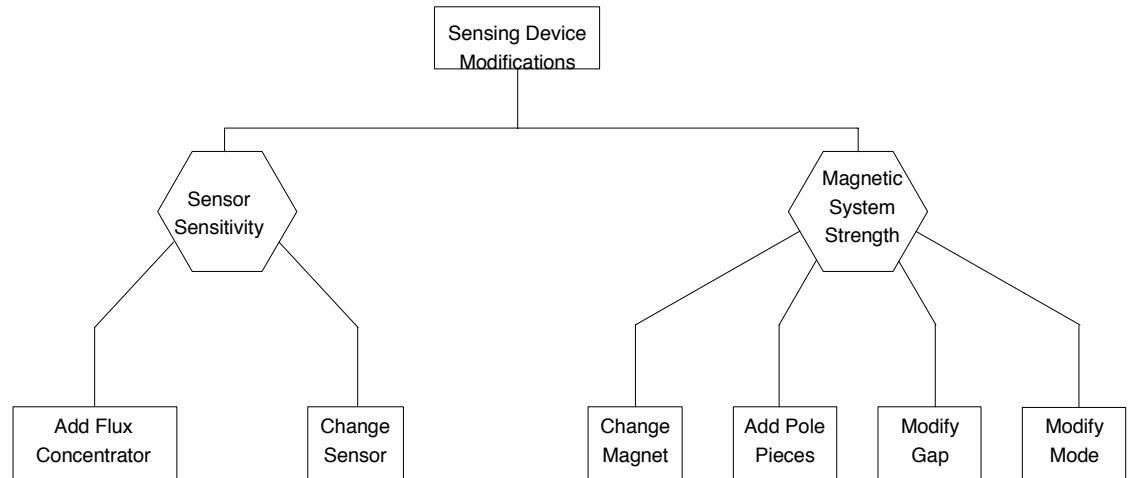 Sensing Device
Modifications
Sensor
Sensitivity
Magnetic
System
Strength
Add Flux
Concentrator
Change
Sensor
Change
Magnet
Add Pole
Pieces
Modify
Gap
Modify
Mode